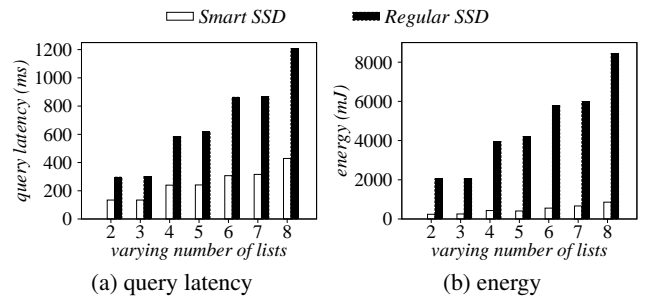 Smart SSD Regular SSD
query latency (ms)
1200
1000
800
600
400
200
0
2 3 4 5 6 7 8
varying number of lists
(a) query latency
energy (mJ)
8000
6000
4000
2000
0
2 3 4 5 6 7 8
varying number of lists
(b) energy